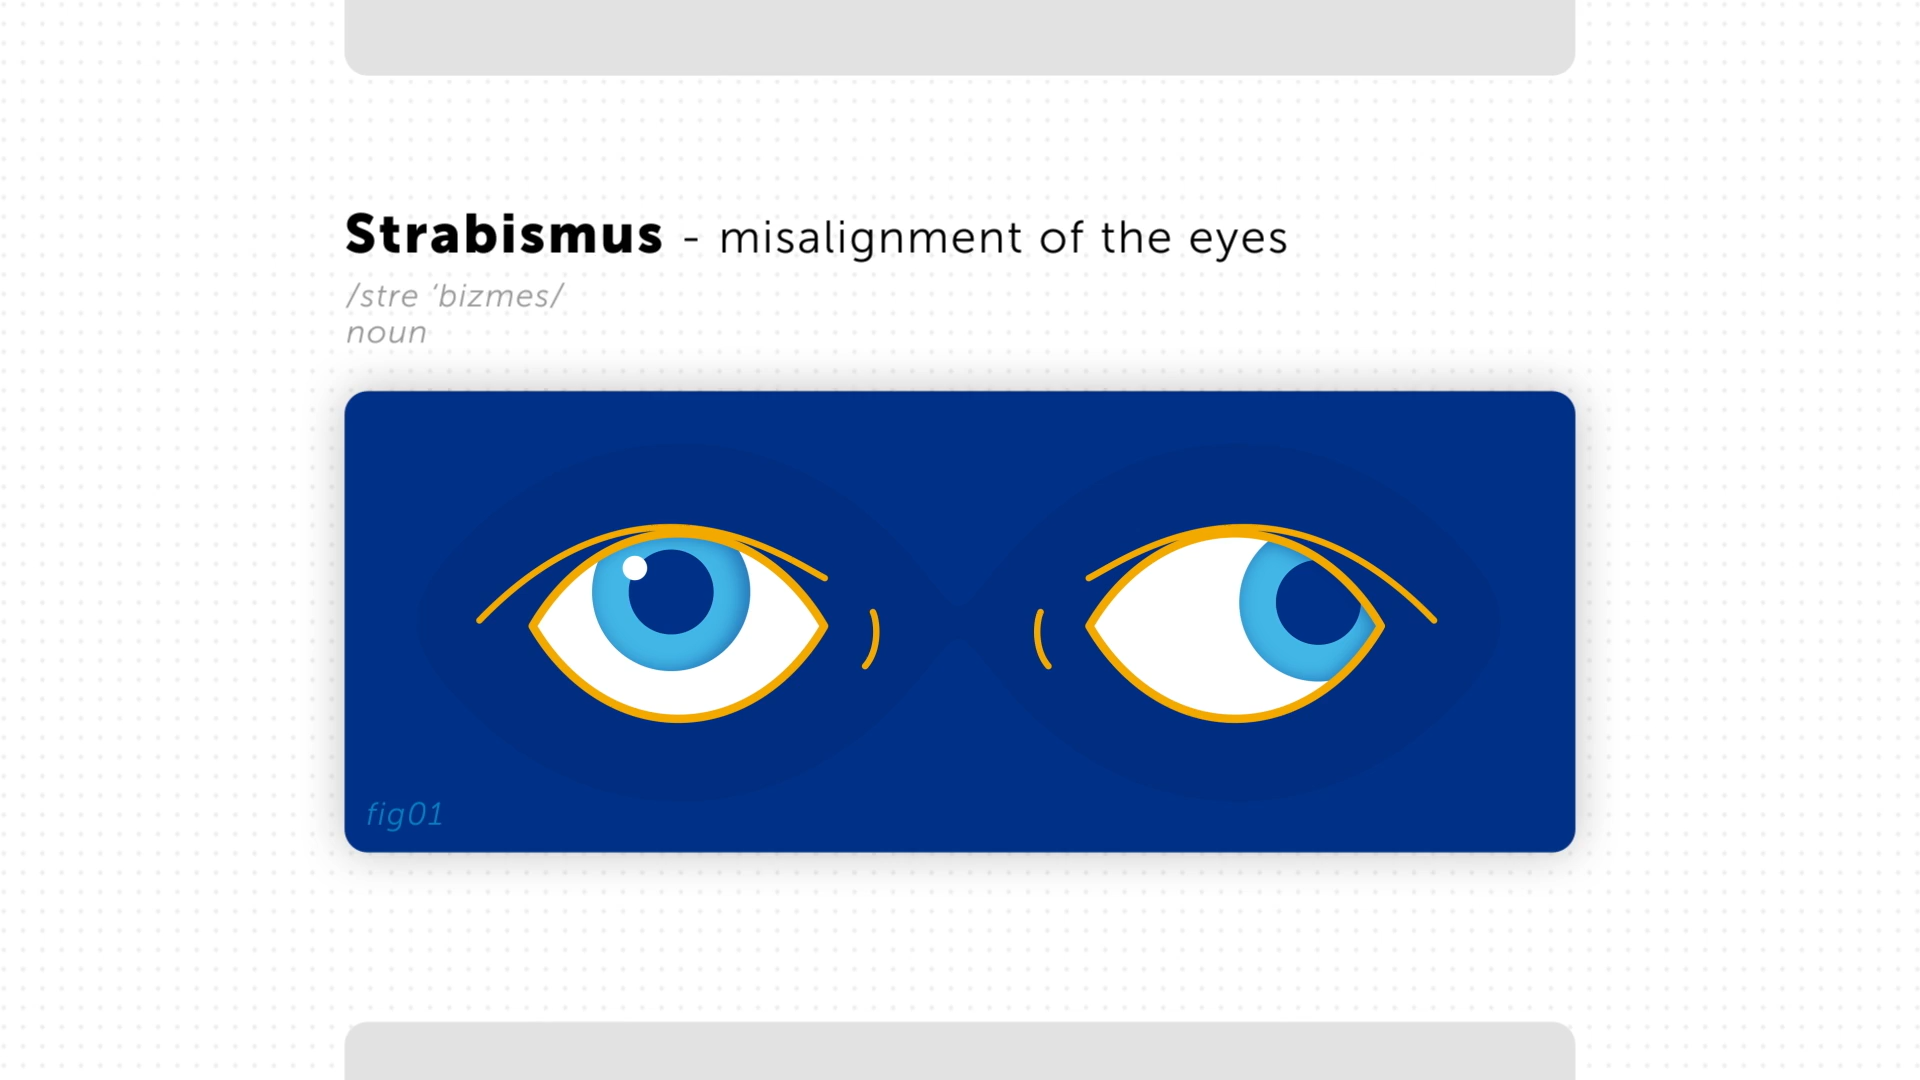 Strabismus - misalignment of the eyes
/stre ‘bizmes/
noun
fig01